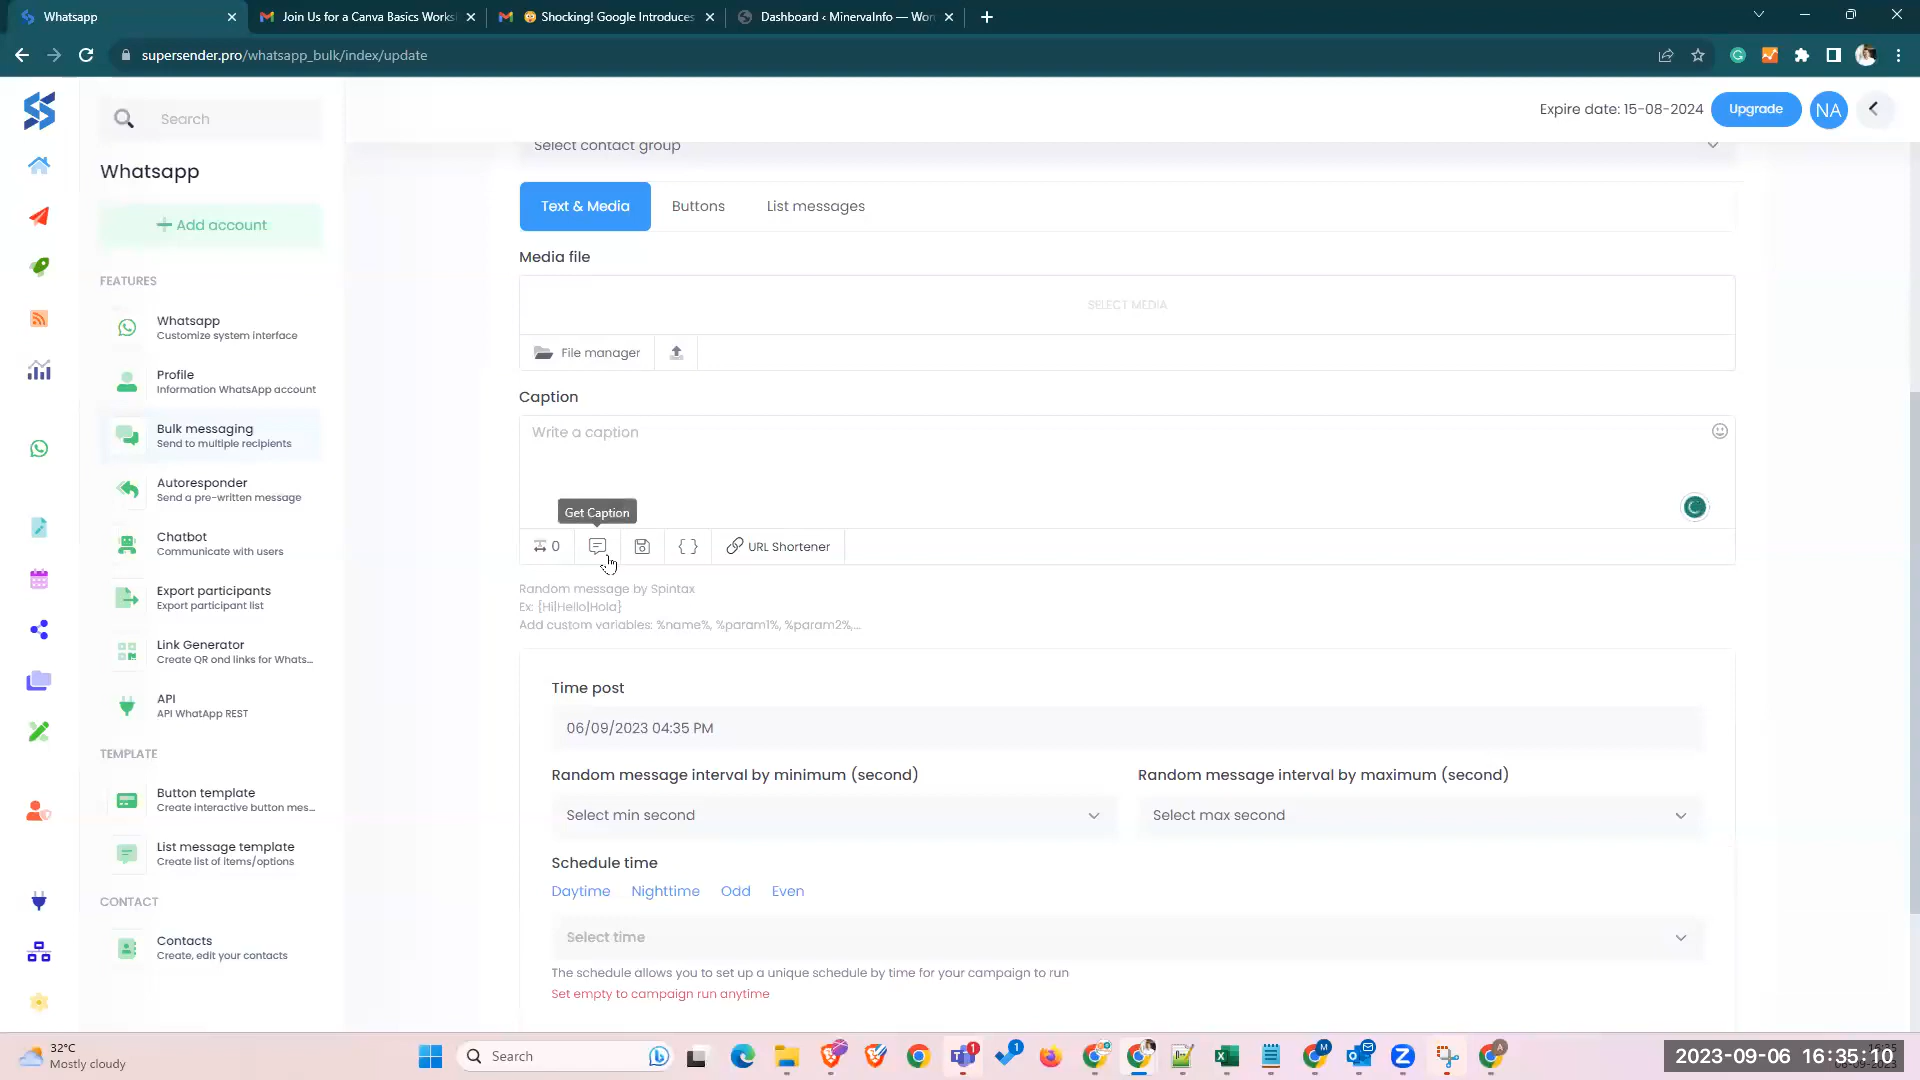 Whatsapp
Join Us for a Canva Basics Works
Shocking! Google Introduces
Dashboard ‹ MinervaInfo — Wor
supersender.pro/whatsapp_bulk/index/update
Search
Expire date: 15-08-2024
Upgrade
NA
Whatsapp
Add account
FEATURES
Whatsapp
Customize system interface
Profile
Information WhatsApp account
Bulk messaging
Send to multiple recipients
Autoresponder
Send a pre-written message
Chatbot
Communicate with users
Export participants
Export participant list
Link Generator
Create QR and links for Whats...
API
API WhatApp REST
TEMPLATE
Button template
Create interactive button mes...
List message template
Create list of items/options
CONTACT
Contacts
Create, edit your contacts
Select contact group
Text & Media
Buttons
List messages
Media file
SELECT MEDIA
File manager
Caption
Write a caption
Get Caption
0
{ }
URL Shortener
Random message by Spintax
Ex: {Hi|Hello|Hola}
Add custom variables: %name%, %param1%, %param2%,...
Time post
06/09/2023 04:35 PM
Random message interval by minimum (second)
Random message interval by maximum (second)
Select min second
Select max second
Schedule time
Daytime Nighttime Odd Even
Select time
The schedule allows you to set up a unique schedule by time for your campaign to run
Set empty to campaign run anytime
32°C
Mostly cloudy
Search
2023-09-06 16:35:10